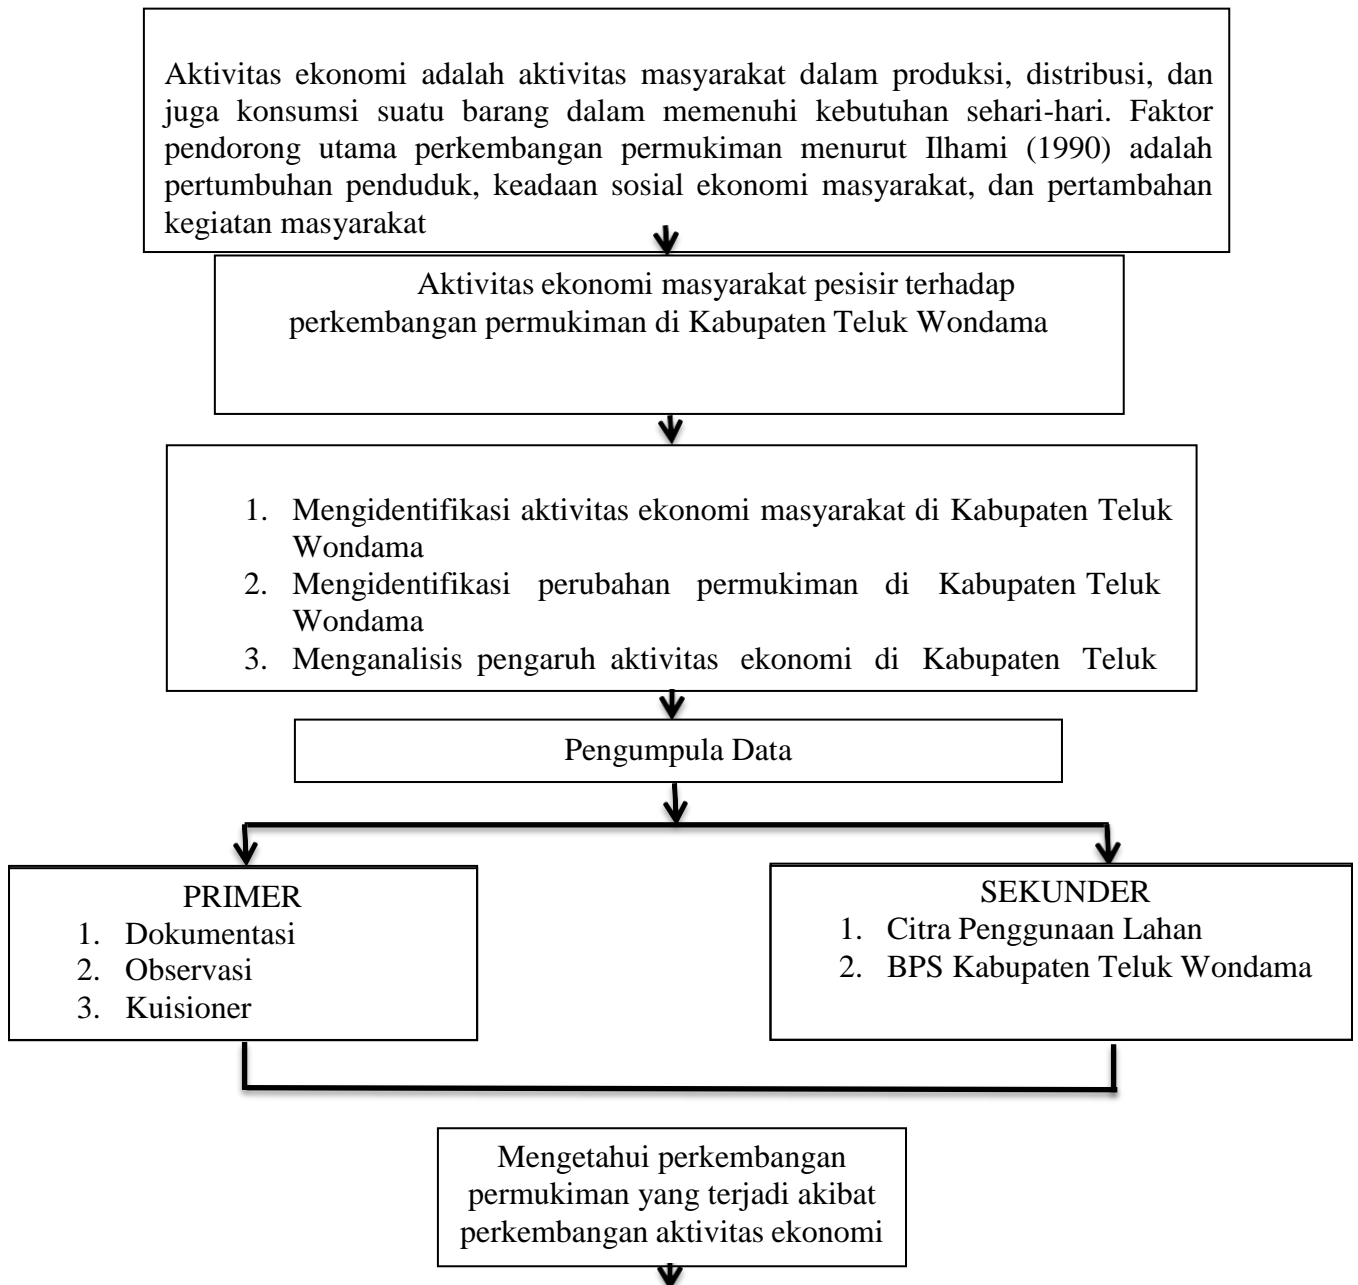 Aktivitas ekonomi adalah aktivitas masyarakat dalam produksi, distribusi, dan
juga konsumsi suatu barang dalam memenuhi kebutuhan sehari-hari. Faktor
pendorong utama perkembangan permukiman menurut Ilhami (1990) adalah
pertumbuhan penduduk, keadaan sosial ekonomi masyarakat, dan pertambahan
kegiatan masyarakat
Aktivitas ekonomi masyarakat pesisir terhadap
perkembangan permukiman di Kabupaten Teluk Wondama
1. Mengidentifikasi aktivitas ekonomi masyarakat di Kabupaten Teluk
Wondama
2. Mengidentifikasi perubahan permukiman di Kabupaten Teluk
Wondama
3. Menganalisis pengaruh aktivitas ekonomi di Kabupaten Teluk
Pengumpula Data
PRIMER
1. Dokumentasi
2. Observasi
3. Kuisioner
SEKUNDER
1. Citra Penggunaan Lahan
2. BPS Kabupaten Teluk Wondama
Mengetahui perkembangan
permukiman yang terjadi akibat
perkembangan aktivitas ekonomi